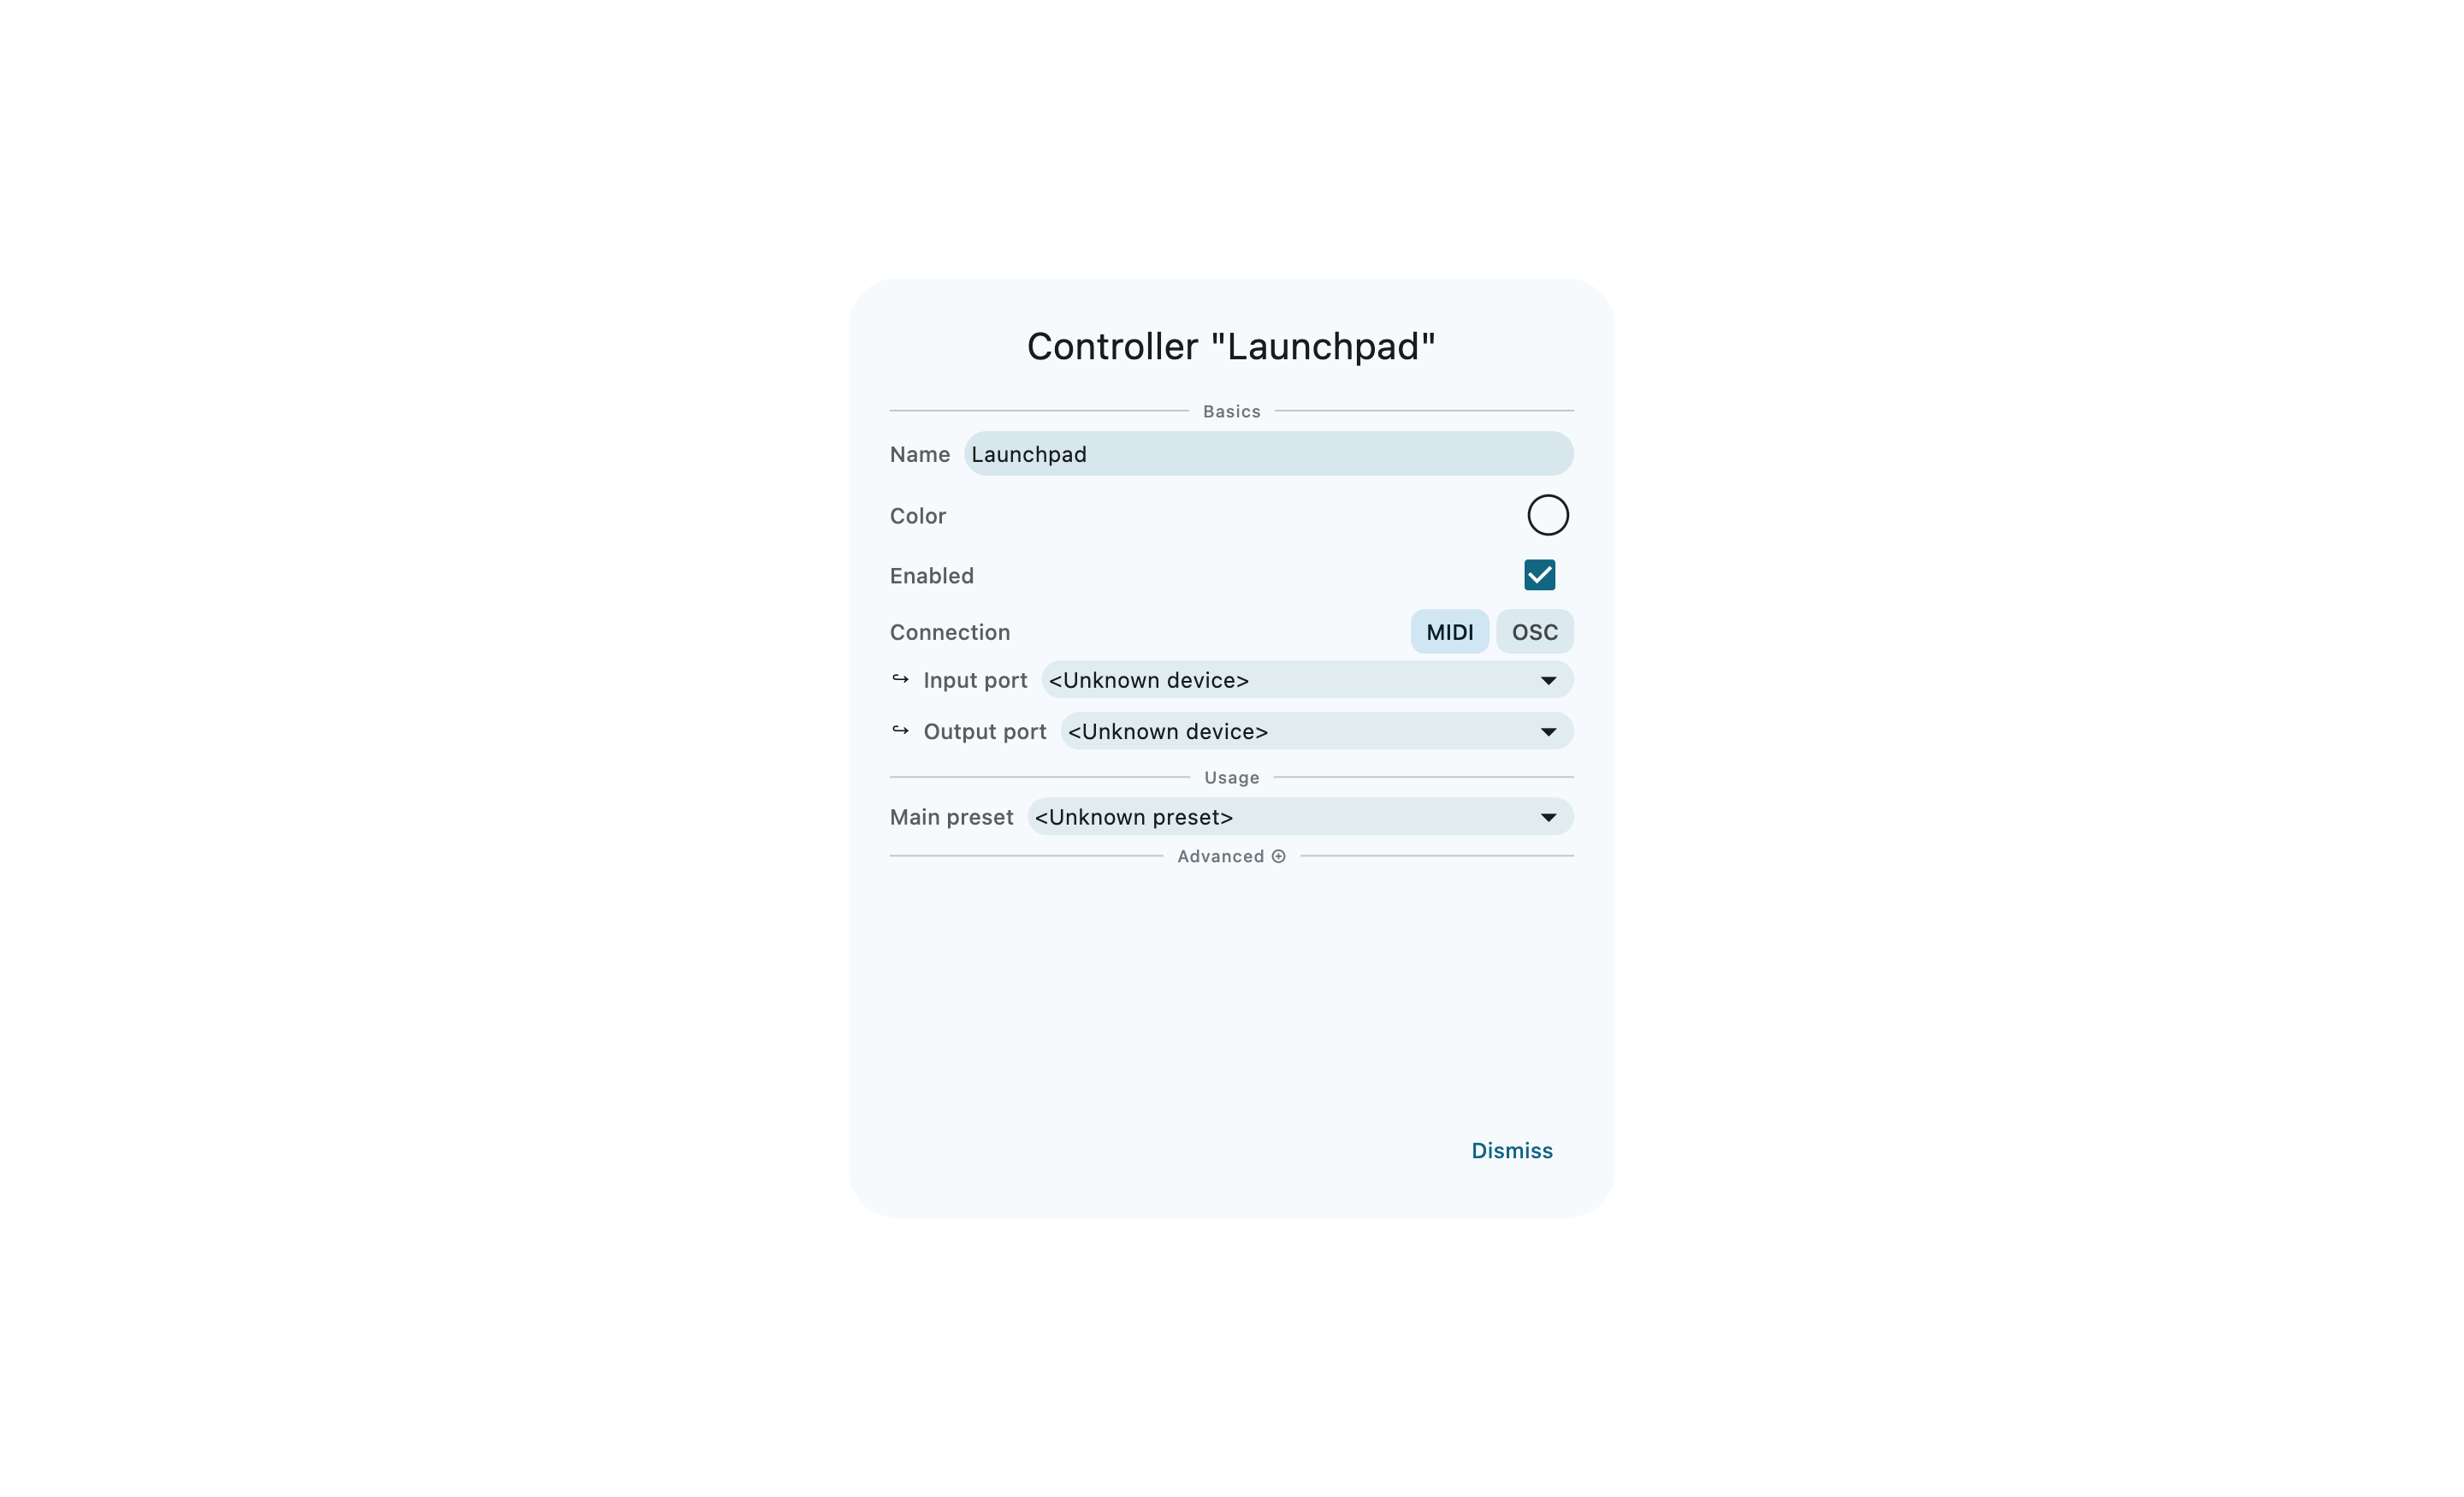 Controller "Launchpad"
Basics
Name Launchpad
Color
Enabled
Connection MIDI OSC
↪ Input port <Unknown device>
↪ Output port <Unknown device>
Usage
Main preset <Unknown preset>
Advanced ⊕
Dismiss